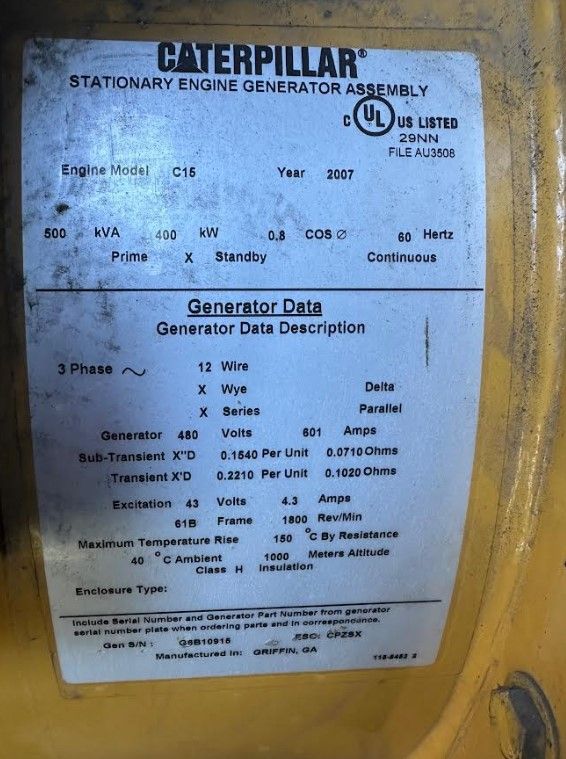 CATERPILLAR®
STATIONARY ENGINE GENERATOR ASSEMBLY
C UL US LISTED
29NN
FILE AU3508
Engine Model C15 Year 2007
500 kVA 400 kW 0.8 COS Ø 60 Hertz
Prime X Standby Continuous
Generator Data
Generator Data Description
3 Phase ～ 12 Wire
X Wye Delta
X Series Parallel
Generator 480 Volts 601 Amps
Sub-Transient X"D 0.1540 Per Unit 0.0710 Ohms
Transient X'D 0.2210 Per Unit 0.1020 Ohms
Excitation 43 Volts 4.3 Amps
61B Frame 1800 Rev/Min
Maximum Temperature Rise 150 °C By Resistance
40 °C Ambient 1000 Meters Altitude
Class H Insulation
Enclosure Type:
Include Serial Number and Generator Part Number from generator
serial number plate when ordering parts and in correspondence.
Gen S/N : G6B10915 ESO: CPZSX
Manufactured in: GRIFFIN, GA